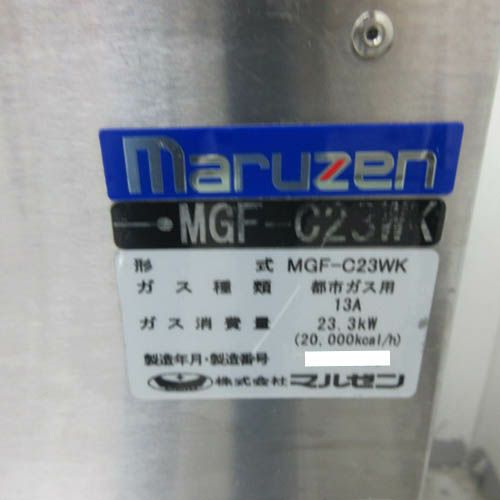 maruzen
MGF-C23WK
形式 MGF-C23WK
ガス種類 都市ガス用
13A
ガス消費量 23.3kW
(20,000kcal/h)
製造年月・製造番号
株式会社 マルゼン